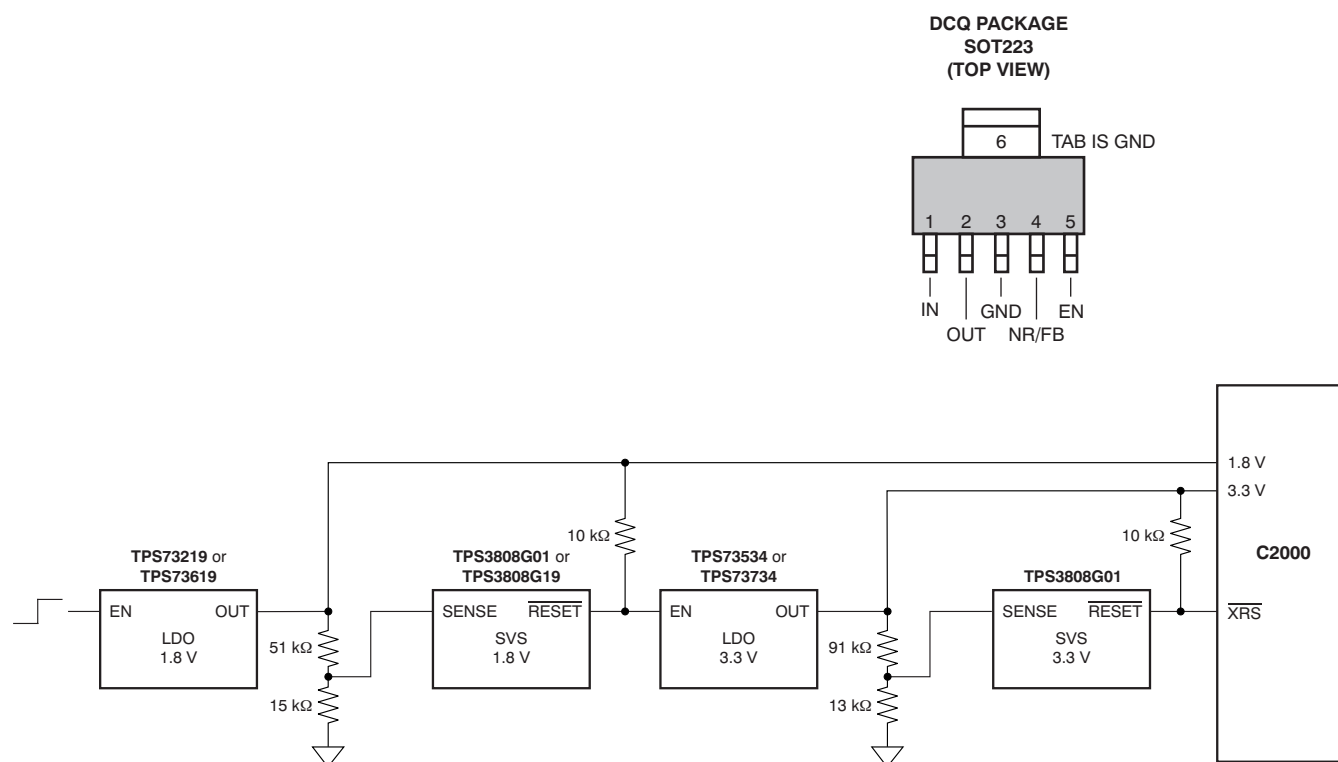 DCQ PACKAGE
SOT223
(TOP VIEW)
6
TAB IS GND
1 2 3 4 5
IN
GND
EN
OUT
NR/FB
1.8 V
3.3 V
10 kΩ
10 kΩ
C2000
TPS73219 or
TPS73619
TPS3808G01 or
TPS3808G19
TPS73534 or
TPS73734
TPS3808G01
EN
OUT
LDO
1.8 V
SENSE
RESET
SVS
1.8 V
EN
OUT
LDO
3.3 V
SENSE
RESET
SVS
3.3 V
XRS
51 kΩ
15 kΩ
91 kΩ
13 kΩ